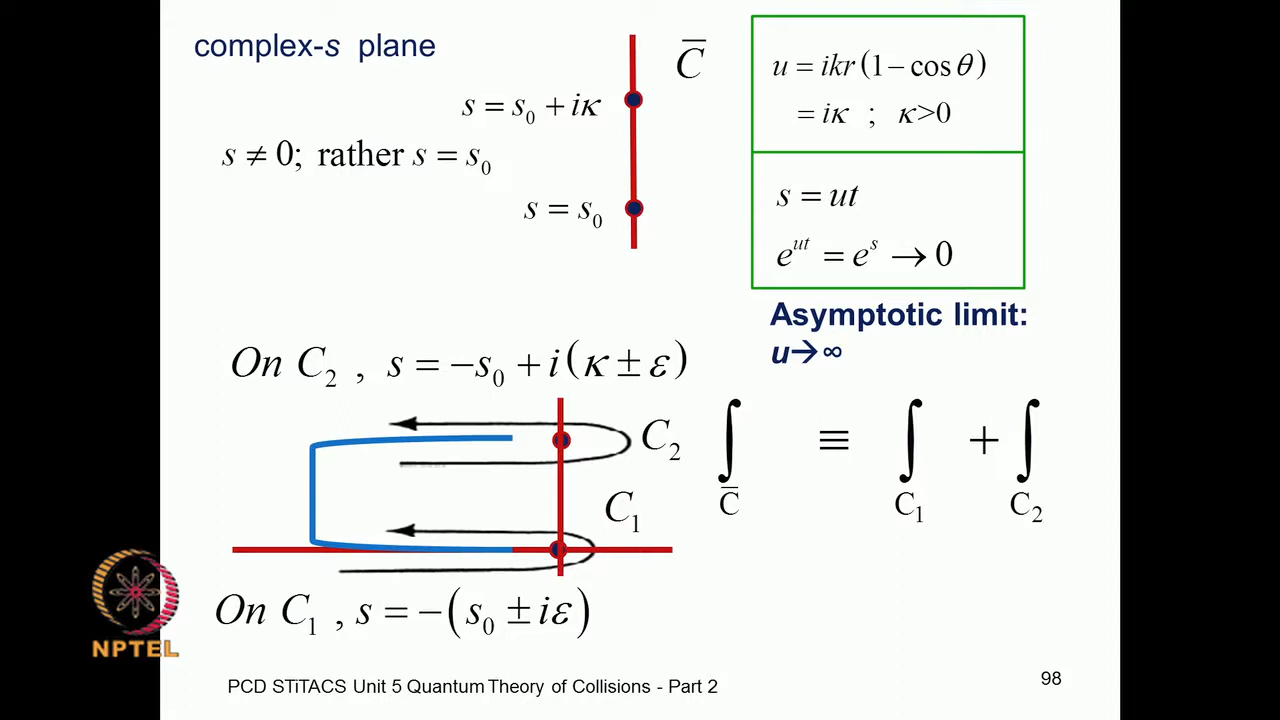 complex-s plane
C̅
s = s₀ + iκ
s ≠ 0; rather s = s₀
s = s₀
u = ikr(1 − cos θ)
= iκ ; κ>0
s = ut
e^{ut} = e^{s} → 0
Asymptotic limit:
u→∞
On C₂ , s = −s₀ + i(κ ± ε)
C₂
C₁
∫_{C̅} ≡ ∫_{C₁} + ∫_{C₂}
On C₁ , s = −(s₀ ± iε)
NPTEL
PCD STiTACS Unit 5 Quantum Theory of Collisions - Part 2
98